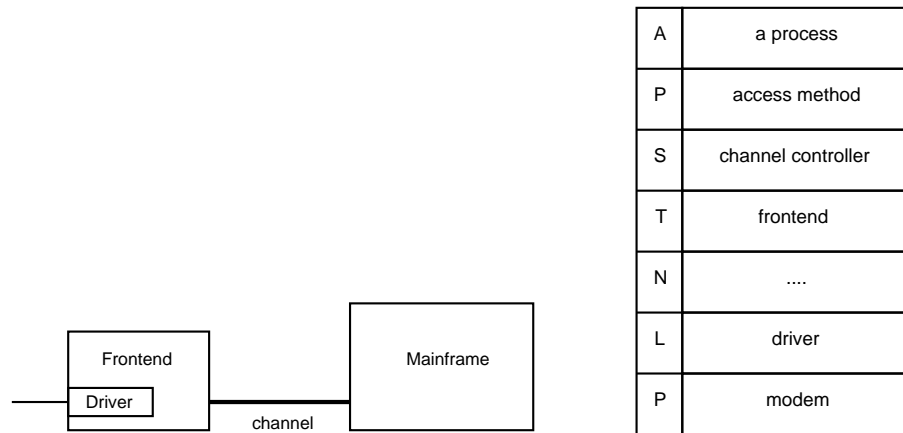 A a process
P access method
S channel controller
T frontend
N ....
L driver
P modem
Frontend
Mainframe
Driver
channel